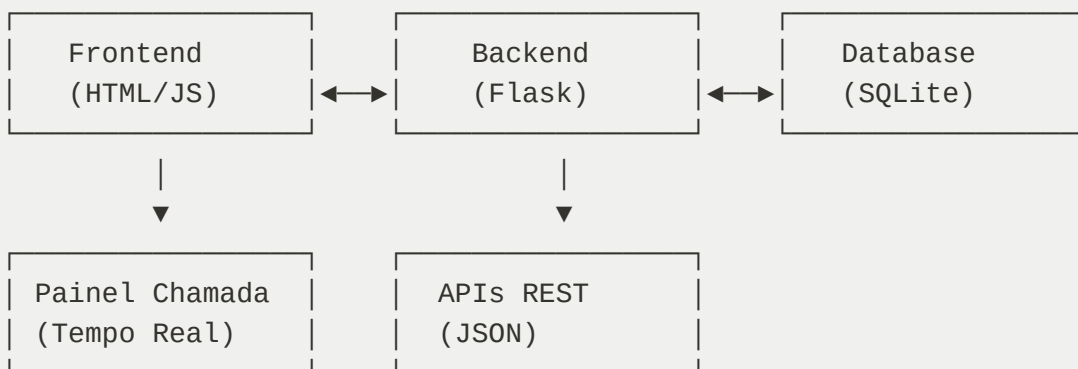 Frontend Backend Database
(HTML/JS) (Flask) (SQLite)
Painel Chamada APIs REST
(Tempo Real) (JSON)